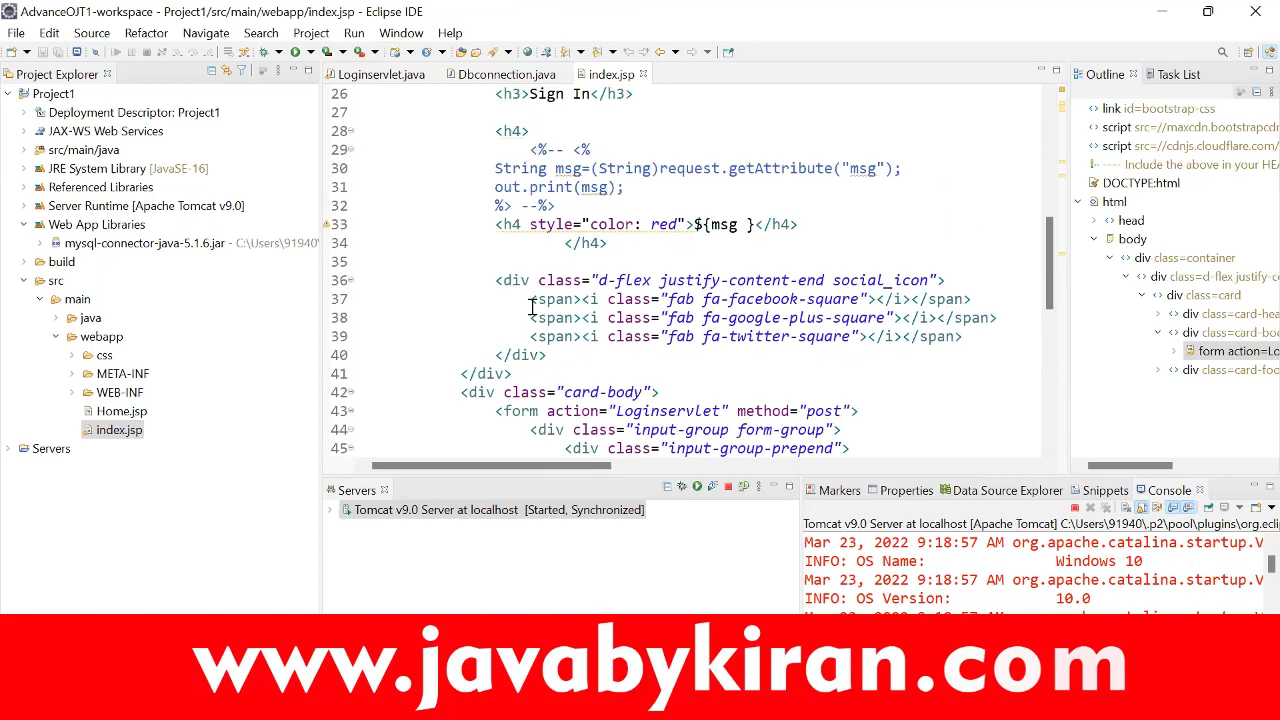 AdvanceOJT1-workspace - Project1/src/main/webapp/index.jsp - Eclipse IDE
File Edit Source Refactor Navigate Search Project Run Window Help
Project Explorer
Project1
Deployment Descriptor: Project1
JAX-WS Web Services
src/main/java
JRE System Library [JavaSE-16]
Referenced Libraries
Server Runtime [Apache Tomcat v9.0]
Web App Libraries
mysql-connector-java-5.1.6.jar - C:\Users\91940\
build
src
main
java
webapp
css
META-INF
WEB-INF
Home.jsp
index.jsp
Servers
Loginservlet.java Dbconnection.java index.jsp
26 <h3>Sign In</h3>
27
28 <h4>
29 <%-- <%
30 String msg=(String)request.getAttribute("msg");
31 out.print(msg);
32 %> --%>
33 <h4 style="color: red">${msg }</h4>
34 </h4>
35
36 <div class="d-flex justify-content-end social_icon">
37 <span><i class="fab fa-facebook-square"></i></span>
38 <span><i class="fab fa-google-plus-square"></i></span>
39 <span><i class="fab fa-twitter-square"></i></span>
40 </div>
41 </div>
42 <div class="card-body">
43 <form action="Loginservlet" method="post">
44 <div class="input-group form-group">
45 <div class="input-group-prepend">
Outline Task List
link id=bootstrap-css
script src=//maxcdn.bootstrapcdn
script src=//cdnjs.cloudflare.com/
Include the above in your HEA
DOCTYPE:html
html
head
body
div class=container
div class=d-flex justify-c
div class=card
div class=card-hea
div class=card-bo
form action=Lo
div class=card-foo
Servers
Tomcat v9.0 Server at localhost [Started, Synchronized]
Markers Properties Data Source Explorer Snippets Console
Tomcat v9.0 Server at localhost [Apache Tomcat] C:\Users\91940\.p2\pool\plugins\org.ecli
Mar 23, 2022 9:18:57 AM org.apache.catalina.startup.V
INFO: OS Name: Windows 10
Mar 23, 2022 9:18:57 AM org.apache.catalina.startup.V
INFO: OS Version: 10.0
www.javabykiran.com